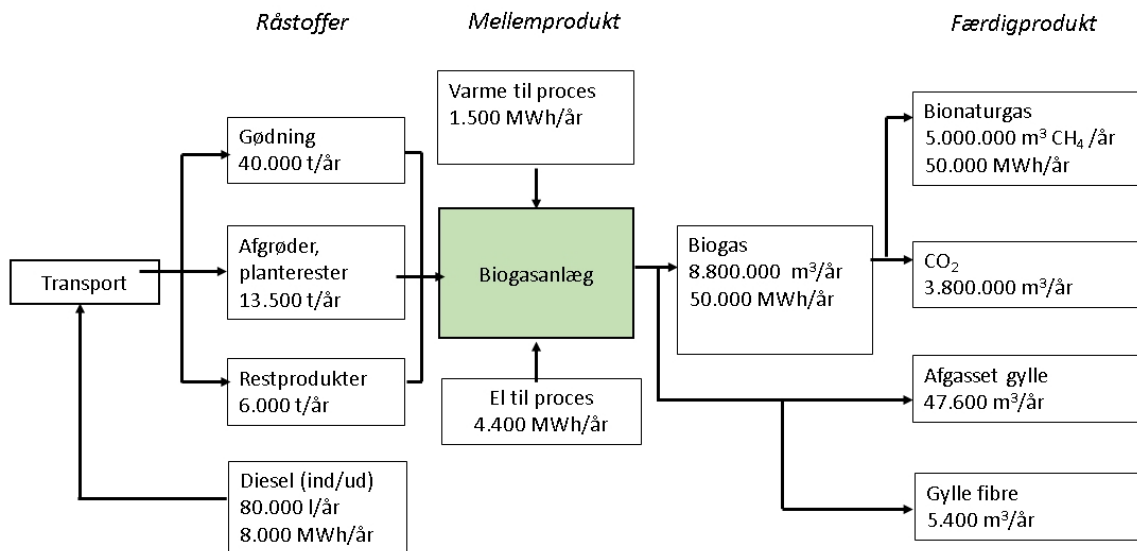 Råstoffer
Mellemprodukt
Færdigprodukt
Varme til proces
1.500 MWh/år
Gødning
40.000 t/år
Afgrøder,
planterester
13.500 t/år
Restprodukter
6.000 t/år
Diesel (ind/ud)
80.000 l/år
8.000 MWh/år
Transport
Biogasanlæg
El til proces
4.400 MWh/år
Biogas
8.800.000 m³/år
50.000 MWh/år
Bionaturgas
5.000.000 m³ CH₄ /år
50.000 MWh/år
CO₂
3.800.000 m³/år
Afgasset gylle
47.600 m³/år
Gylle fibre
5.400 m³/år